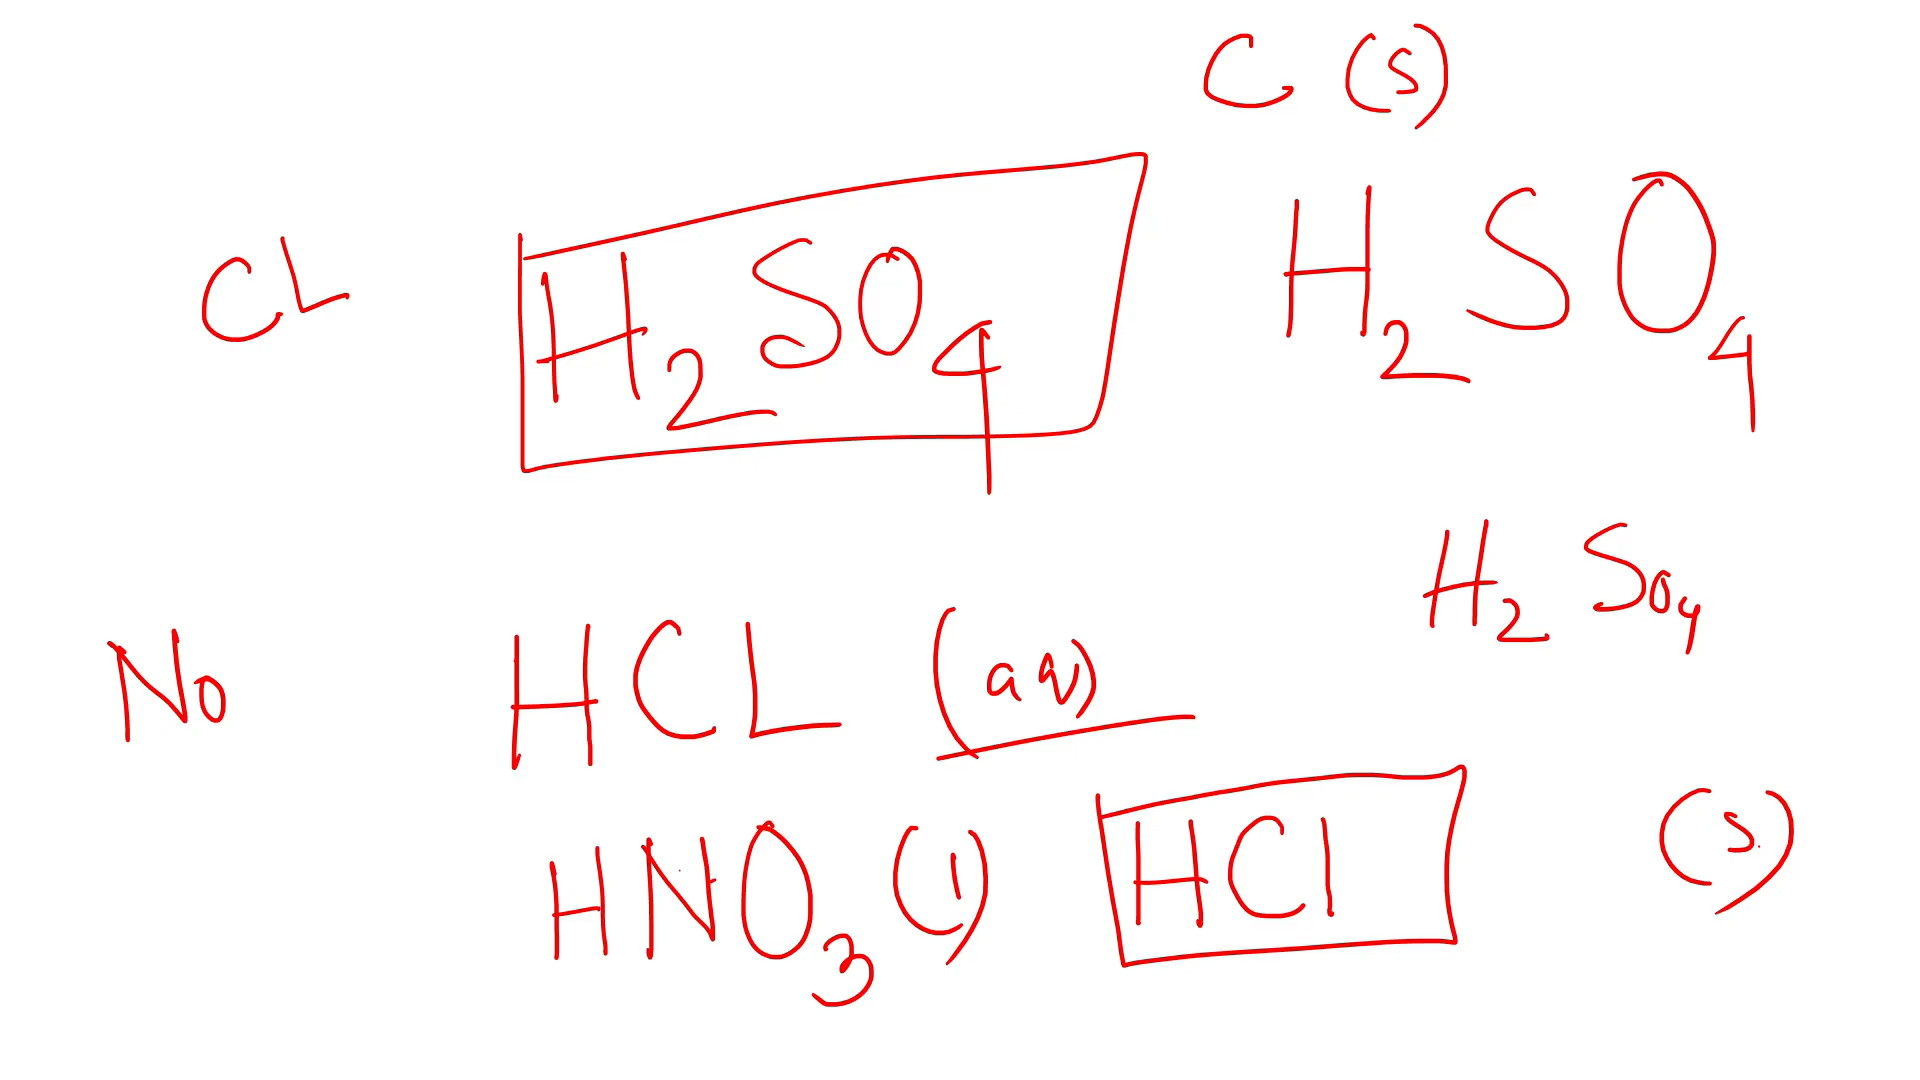 C (s)
CL H₂SO₄ H₂SO₄
H₂So₄
No HCL (aq)
HNO₃(l) HCl (s)